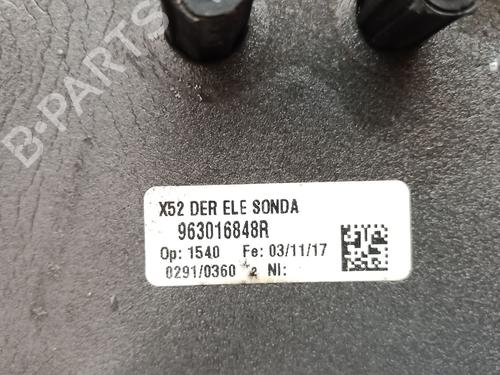 B-PARTS
X52 DER ELE SONDA
963016848R
Op: 1540 Fe: 03/11/17
0291/0360 2 NI: